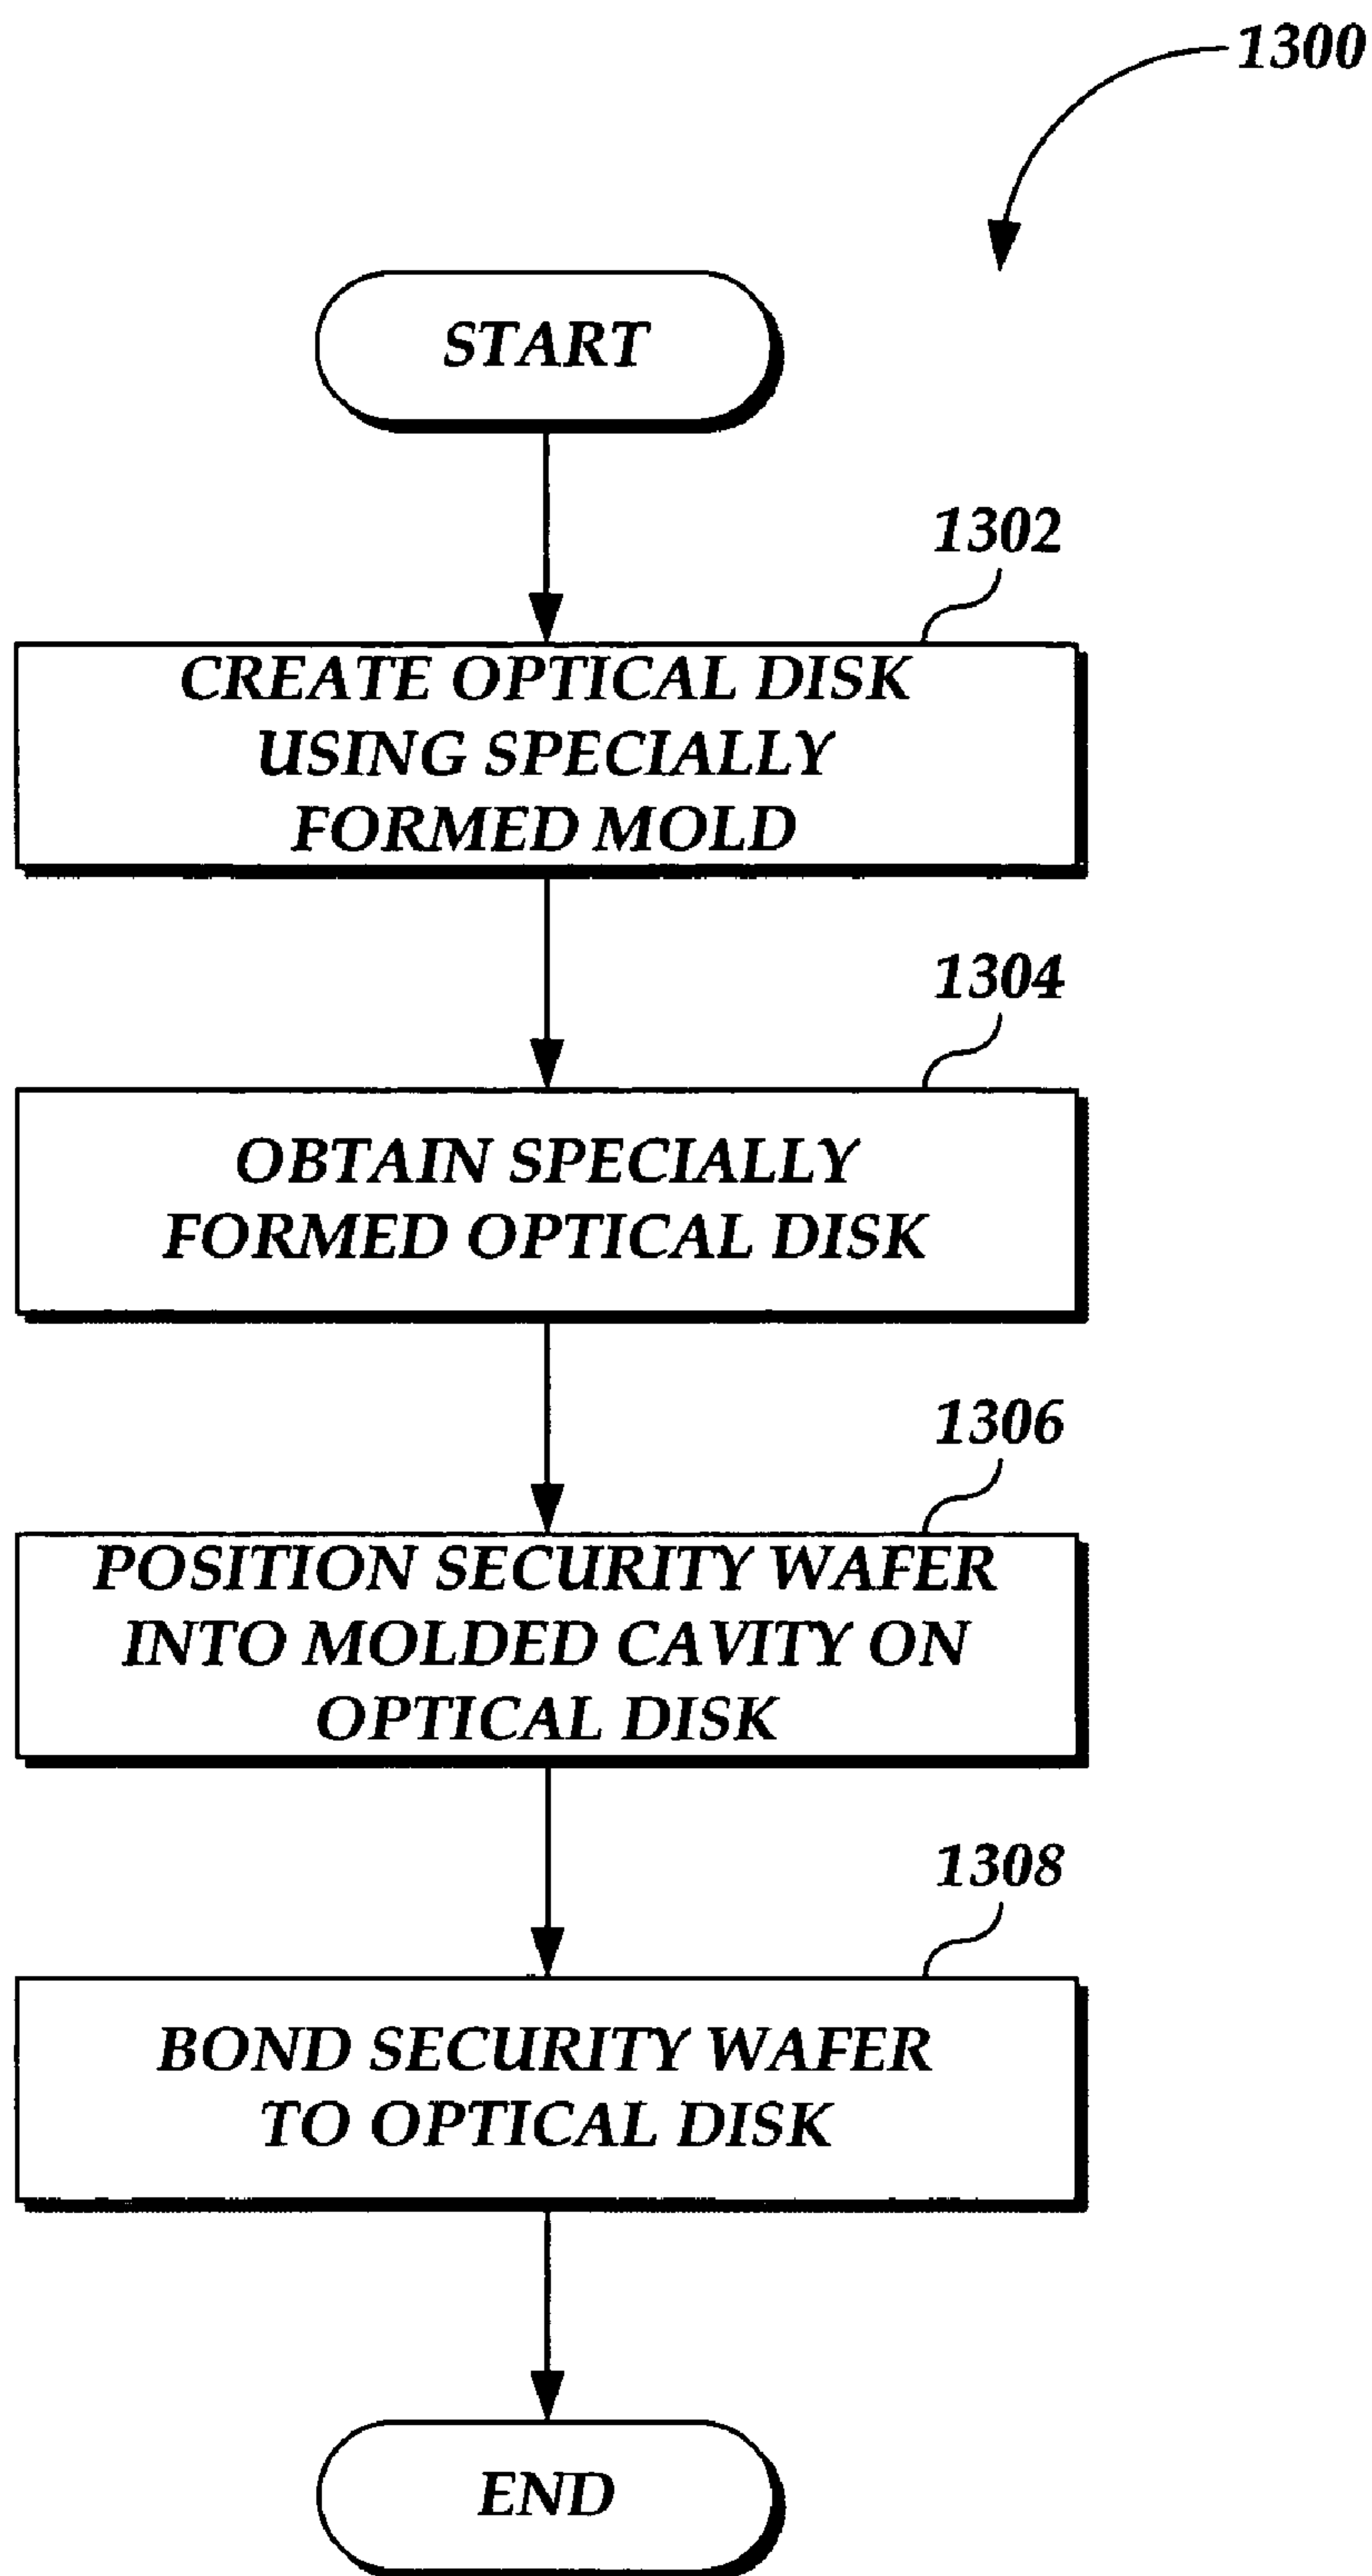 1300
START
1302
CREATE OPTICAL DISK
USING SPECIALLY
FORMED MOLD
1304
OBTAIN SPECIALLY
FORMED OPTICAL DISK
1306
POSITION SECURITY WAFER
INTO MOLDED CAVITY ON
OPTICAL DISK
1308
BOND SECURITY WAFER
TO OPTICAL DISK
END